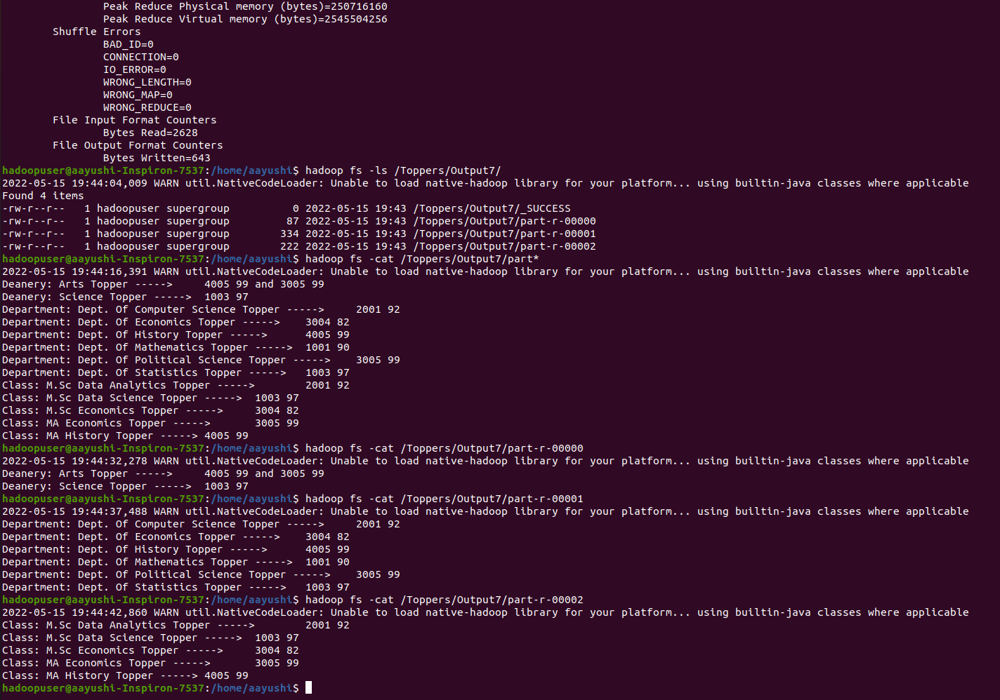 Peak Reduce Physical memory (bytes)=250716160
Peak Reduce Virtual memory (bytes)=2545504256
Shuffle Errors
BAD_ID=0
CONNECTION=0
IO_ERROR=0
WRONG_LENGTH=0
WRONG_MAP=0
WRONG_REDUCE=0
File Input Format Counters
Bytes Read=2628
File Output Format Counters
Bytes Written=643
hadoopuser@aayushi-Inspiron-7537:/home/aayushi$ hadoop fs -ls /Toppers/Output7/
2022-05-15 19:44:04,009 WARN util.NativeCodeLoader: Unable to load native-hadoop library for your platform... using builtin-java classes where applicable
Found 4 items
-rw-r--r--   1 hadoopuser supergroup          0 2022-05-15 19:43 /Toppers/Output7/_SUCCESS
-rw-r--r--   1 hadoopuser supergroup         87 2022-05-15 19:43 /Toppers/Output7/part-r-00000
-rw-r--r--   1 hadoopuser supergroup        334 2022-05-15 19:43 /Toppers/Output7/part-r-00001
-rw-r--r--   1 hadoopuser supergroup        222 2022-05-15 19:43 /Toppers/Output7/part-r-00002
hadoopuser@aayushi-Inspiron-7537:/home/aayushi$ hadoop fs -cat /Toppers/Output7/part*
2022-05-15 19:44:16,391 WARN util.NativeCodeLoader: Unable to load native-hadoop library for your platform... using builtin-java classes where applicable
Deanery: Arts Topper ----->     4005 99 and 3005 99
Deanery: Science Topper ----->  1003 97
Department: Dept. Of Computer Science Topper ----->     2001 92
Department: Dept. Of Economics Topper ----->    3004 82
Department: Dept. Of History Topper ----->      4005 99
Department: Dept. Of Mathematics Topper ----->  1001 90
Department: Dept. Of Political Science Topper ----->    3005 99
Department: Dept. Of Statistics Topper ----->   1003 97
Class: M.Sc Data Analytics Topper ----->        2001 92
Class: M.Sc Data Science Topper ----->  1003 97
Class: M.Sc Economics Topper ----->     3004 82
Class: MA Economics Topper ----->       3005 99
Class: MA History Topper -----> 4005 99
hadoopuser@aayushi-Inspiron-7537:/home/aayushi$ hadoop fs -cat /Toppers/Output7/part-r-00000
2022-05-15 19:44:32,278 WARN util.NativeCodeLoader: Unable to load native-hadoop library for your platform... using builtin-java classes where applicable
Deanery: Arts Topper ----->     4005 99 and 3005 99
Deanery: Science Topper ----->  1003 97
hadoopuser@aayushi-Inspiron-7537:/home/aayushi$ hadoop fs -cat /Toppers/Output7/part-r-00001
2022-05-15 19:44:37,488 WARN util.NativeCodeLoader: Unable to load native-hadoop library for your platform... using builtin-java classes where applicable
Department: Dept. Of Computer Science Topper ----->     2001 92
Department: Dept. Of Economics Topper ----->    3004 82
Department: Dept. Of History Topper ----->      4005 99
Department: Dept. Of Mathematics Topper ----->  1001 90
Department: Dept. Of Political Science Topper ----->    3005 99
Department: Dept. Of Statistics Topper ----->   1003 97
hadoopuser@aayushi-Inspiron-7537:/home/aayushi$ hadoop fs -cat /Toppers/Output7/part-r-00002
2022-05-15 19:44:42,860 WARN util.NativeCodeLoader: Unable to load native-hadoop library for your platform... using builtin-java classes where applicable
Class: M.Sc Data Analytics Topper ----->        2001 92
Class: M.Sc Data Science Topper ----->  1003 97
Class: M.Sc Economics Topper ----->     3004 82
Class: MA Economics Topper ----->       3005 99
Class: MA History Topper -----> 4005 99
hadoopuser@aayushi-Inspiron-7537:/home/aayushi$